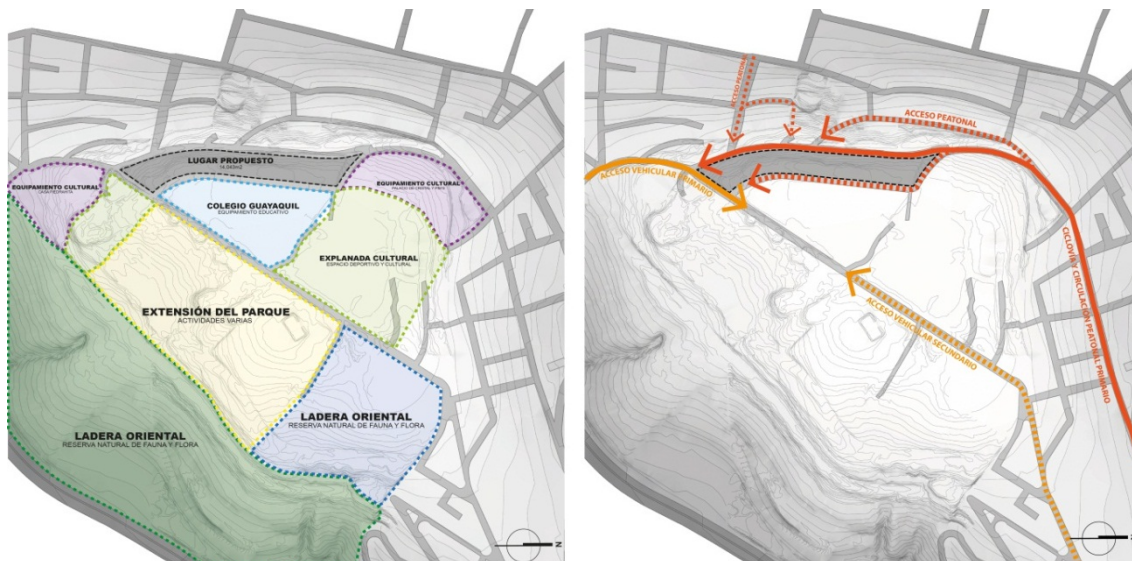 LUGAR PROPUESTO
14.940m2
EQUIPAMIENTO CULTURAL
EQUIPAMIENTO CULTURAL
COLEGIO GUAYAQUIL
EQUIPAMIENTO EDUCATIVO
EXPLANADA CULTURAL
ESPACIO DEPORTIVO Y CULTURAL
EXTENSIÓN DEL PARQUE
ACTIVIDADES VARIAS
LADERA ORIENTAL
RESERVA NATURAL DE FAUNA Y FLORA
LADERA ORIENTAL
RESERVA NATURAL DE FAUNA Y FLORA
N
ACCESO PEATONAL
ACCESO PEATONAL
ACCESO VEHICULAR PRIMARIO
ACCESO VEHICULAR SECUNDARIO
CICLOVÍA Y CIRCULACIÓN PEATONAL PRIMARIO
N